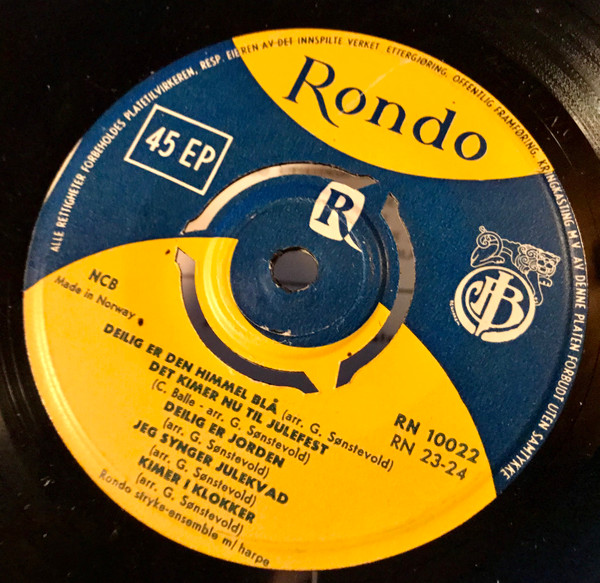 ALLE RETTIGHETER FORBEHOLDES PLATETILVIRKEREN, RESP. EIEREN AV DET INNSPILTE VERKET. ETTERGJØRING, OFFENTLIG FRAMFØRING, KRINGKASTING M.V. AV DENNE PLATEN FORBUDT UTEN SAMTYKKE
Rondo
45 EP
R
NCB
Made in Norway
DEILIG ER DEN HIMMEL BLÅ (arr. G. Sønstevold)
DET KIMER NU TIL JULEFEST
(C. Balle - arr. G. Sønstevold)
DEILIG ER JORDEN
(arr. G. Sønstevold)
JEG SYNGER JULEKVAD
(arr. G. Sønstevold)
KIMER I KLOKKER
(arr. G. Sønstevold)
Rondo stryke-ensemble m/ harpe
RN 10022
RN 23-24